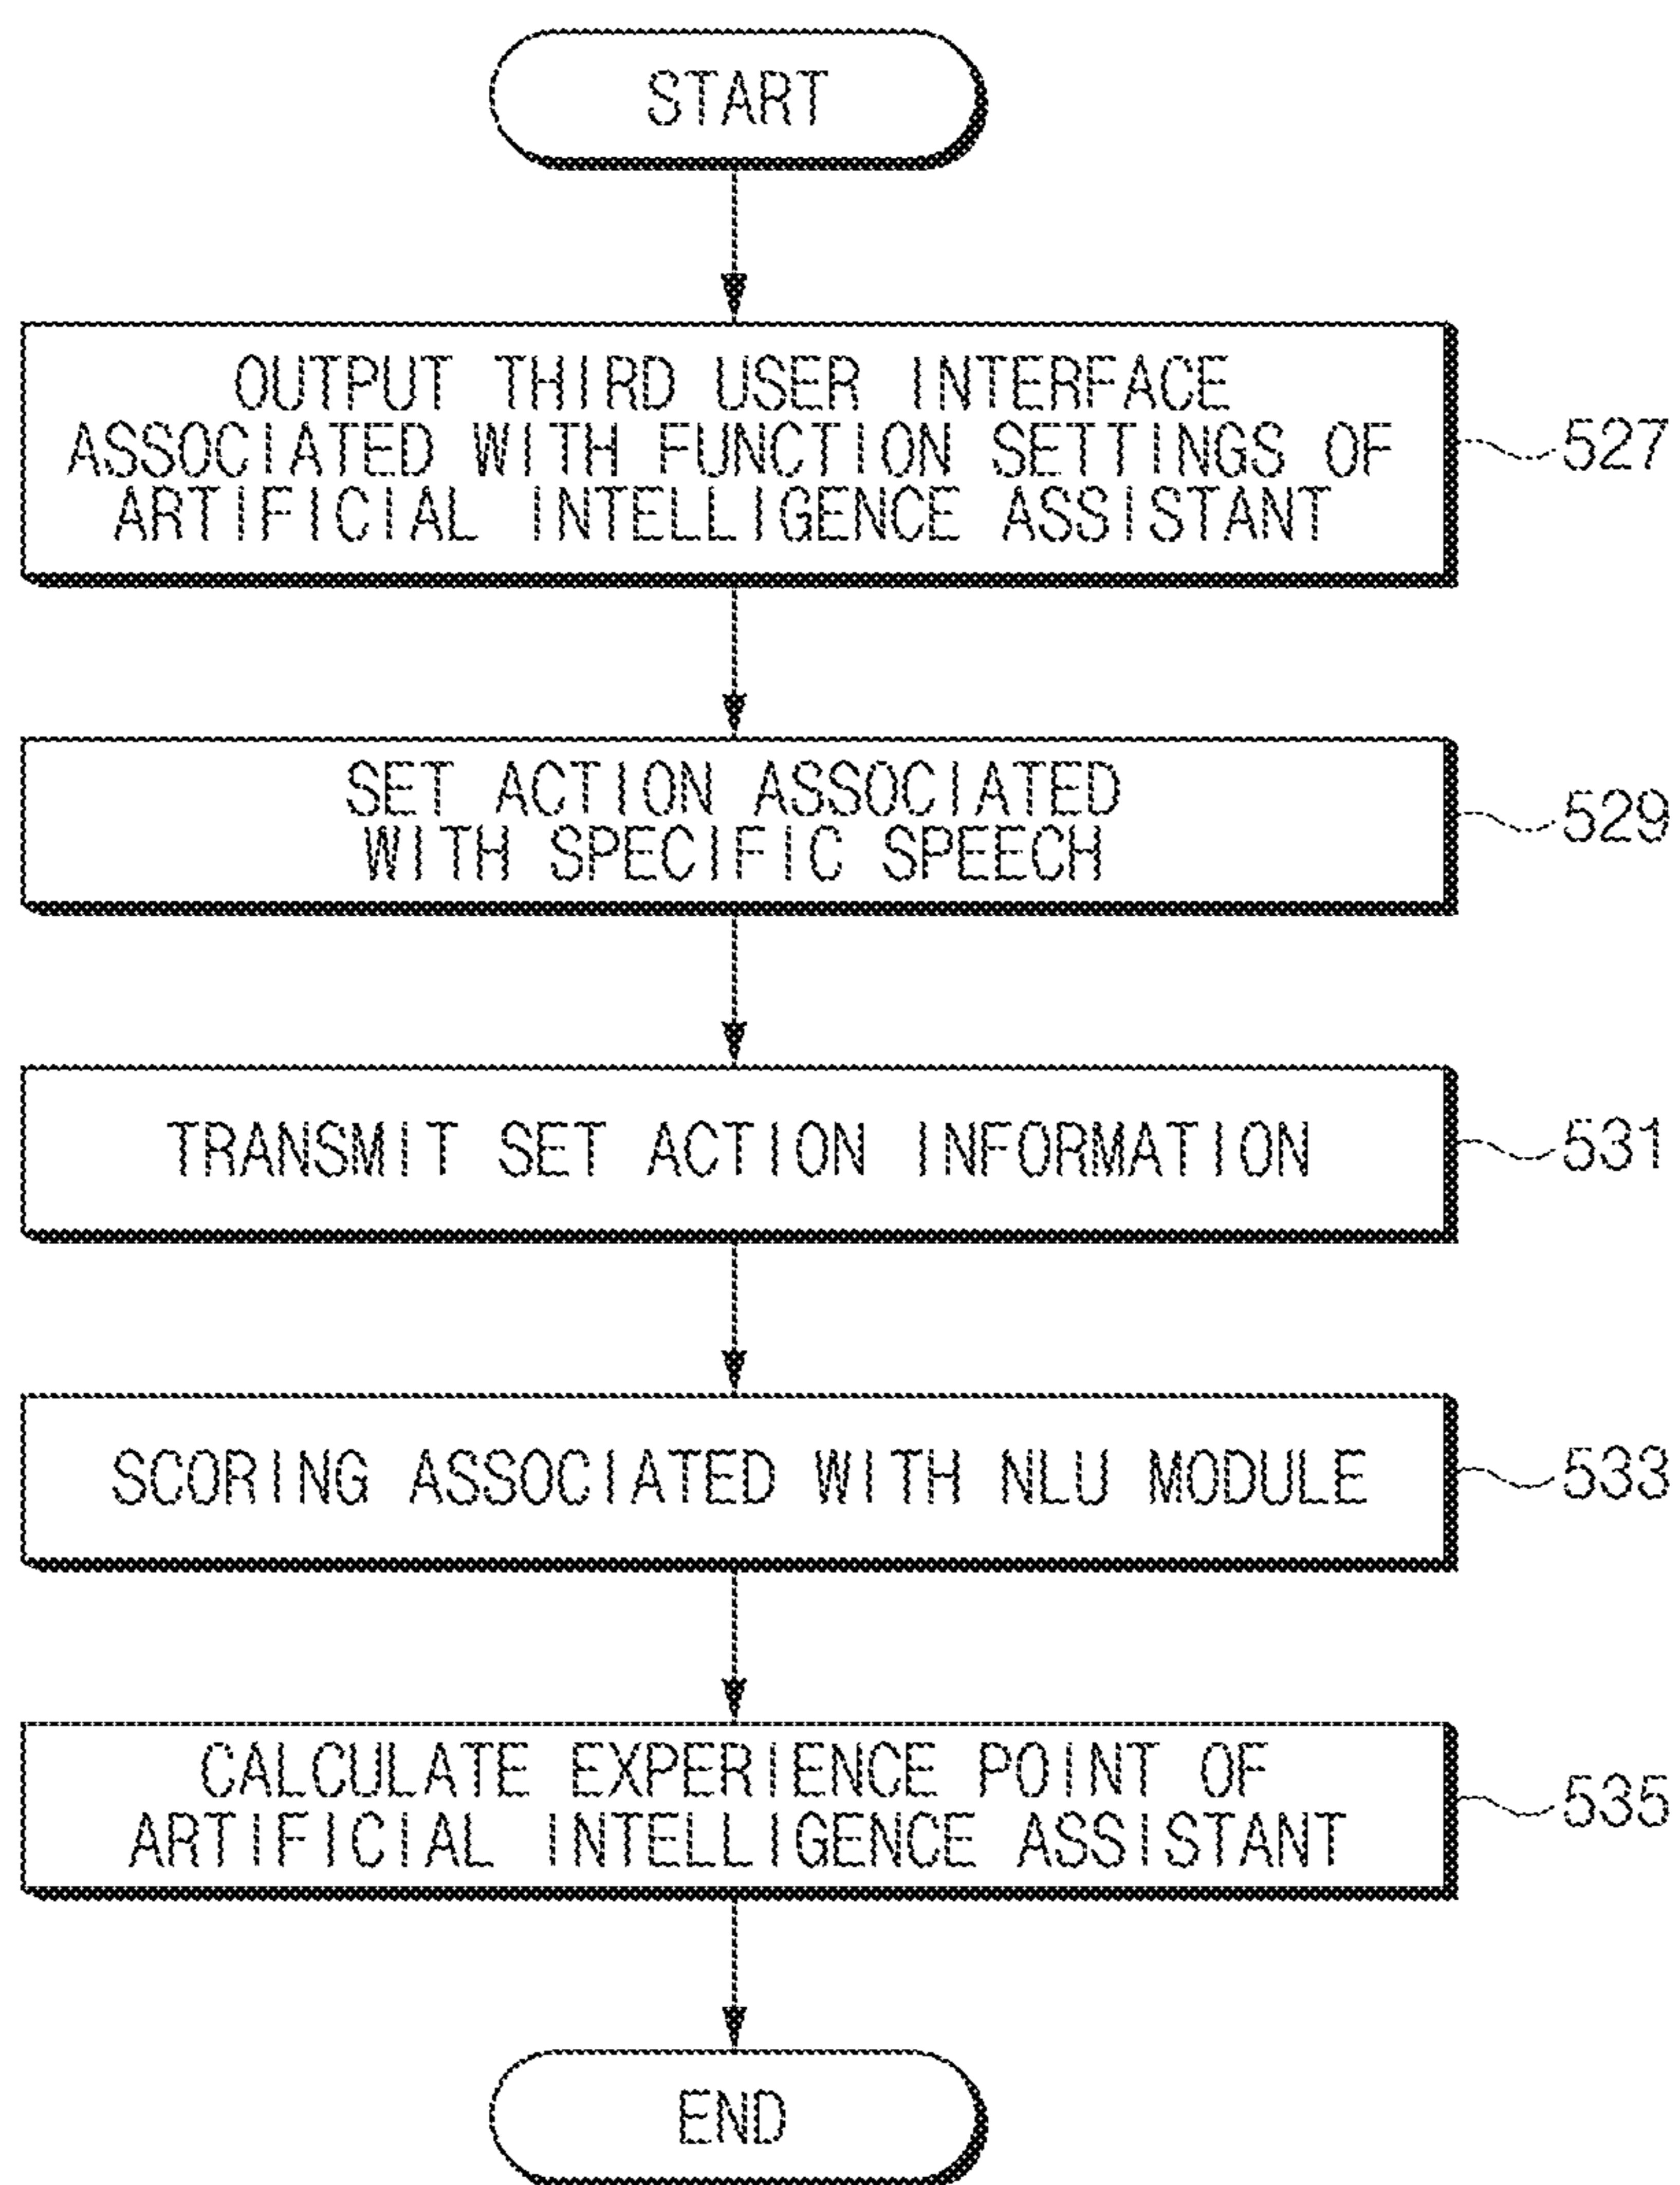 START
OUTPUT THIRD USER INTERFACE
ASSOCIATED WITH FUNCTION SETTINGS OF
ARTIFICIAL INTELLIGENCE ASSISTANT
527
SET ACTION ASSOCIATED
WITH SPECIFIC SPEECH
529
TRANSMIT SET ACTION INFORMATION
531
SCORING ASSOCIATED WITH NLU MODULE
533
CALCULATE EXPERIENCE POINT OF
ARTIFICIAL INTELLIGENCE ASSISTANT
535
END